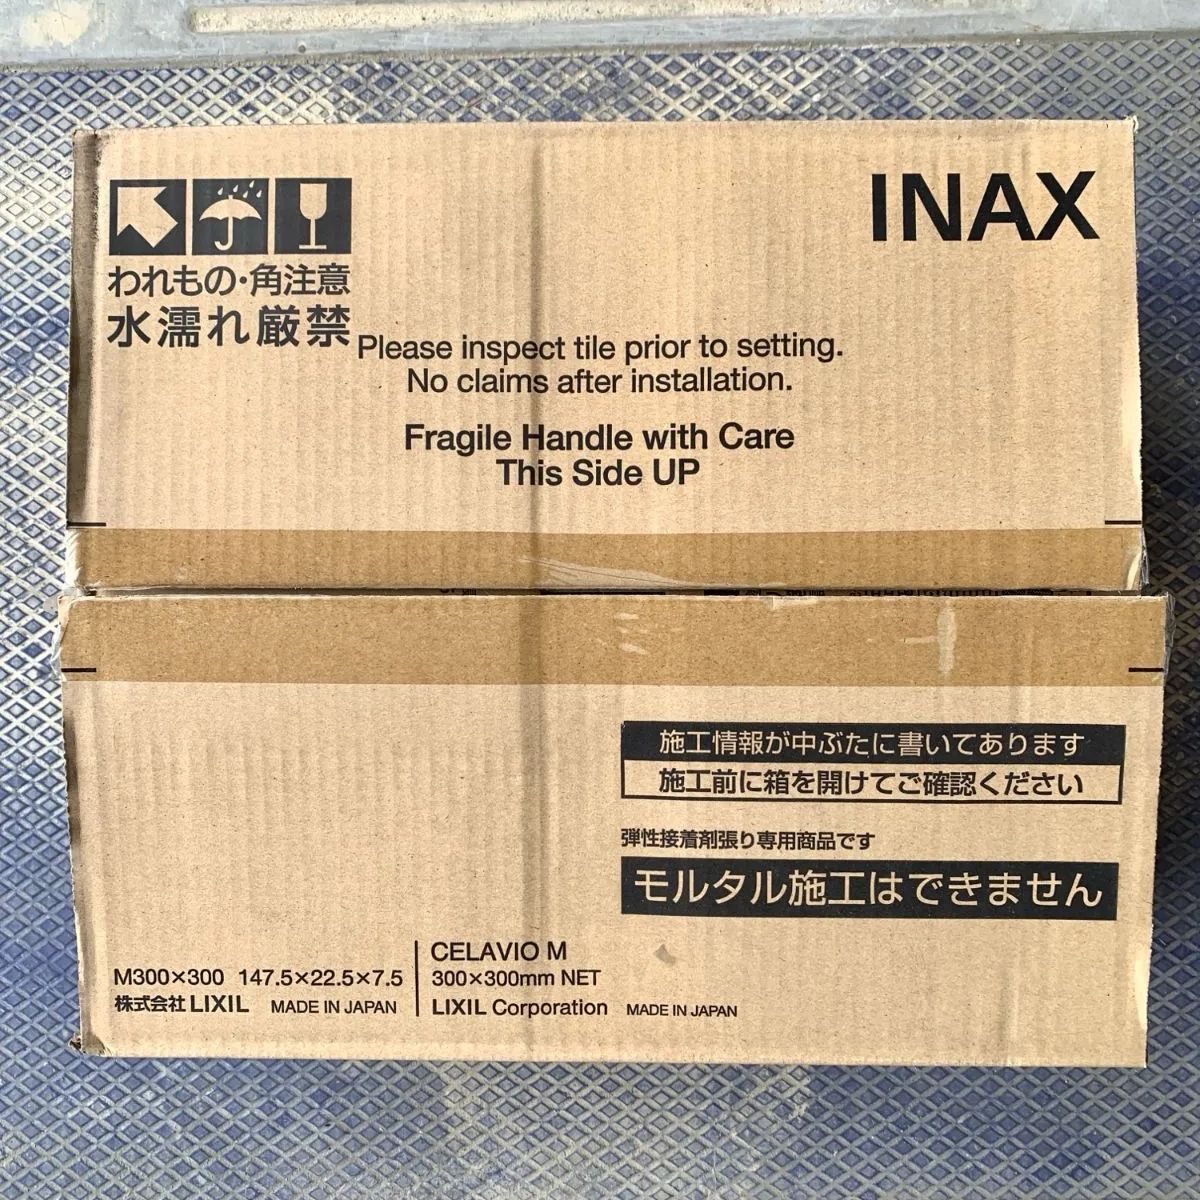 INAX
われもの・角注意
水濡れ厳禁
Please inspect tile prior to setting.
No claims after installation.
Fragile Handle with Care
This Side UP
施工情報が中ぶたに書いてあります
施工前に箱を開けてご確認ください
弾性接着剤張り専用商品です
モルタル施工はできません
M300×300 147.5×22.5×7.5
株式会社LIXIL MADE IN JAPAN
CELAVIO M
300×300mm NET
LIXIL Corporation MADE IN JAPAN